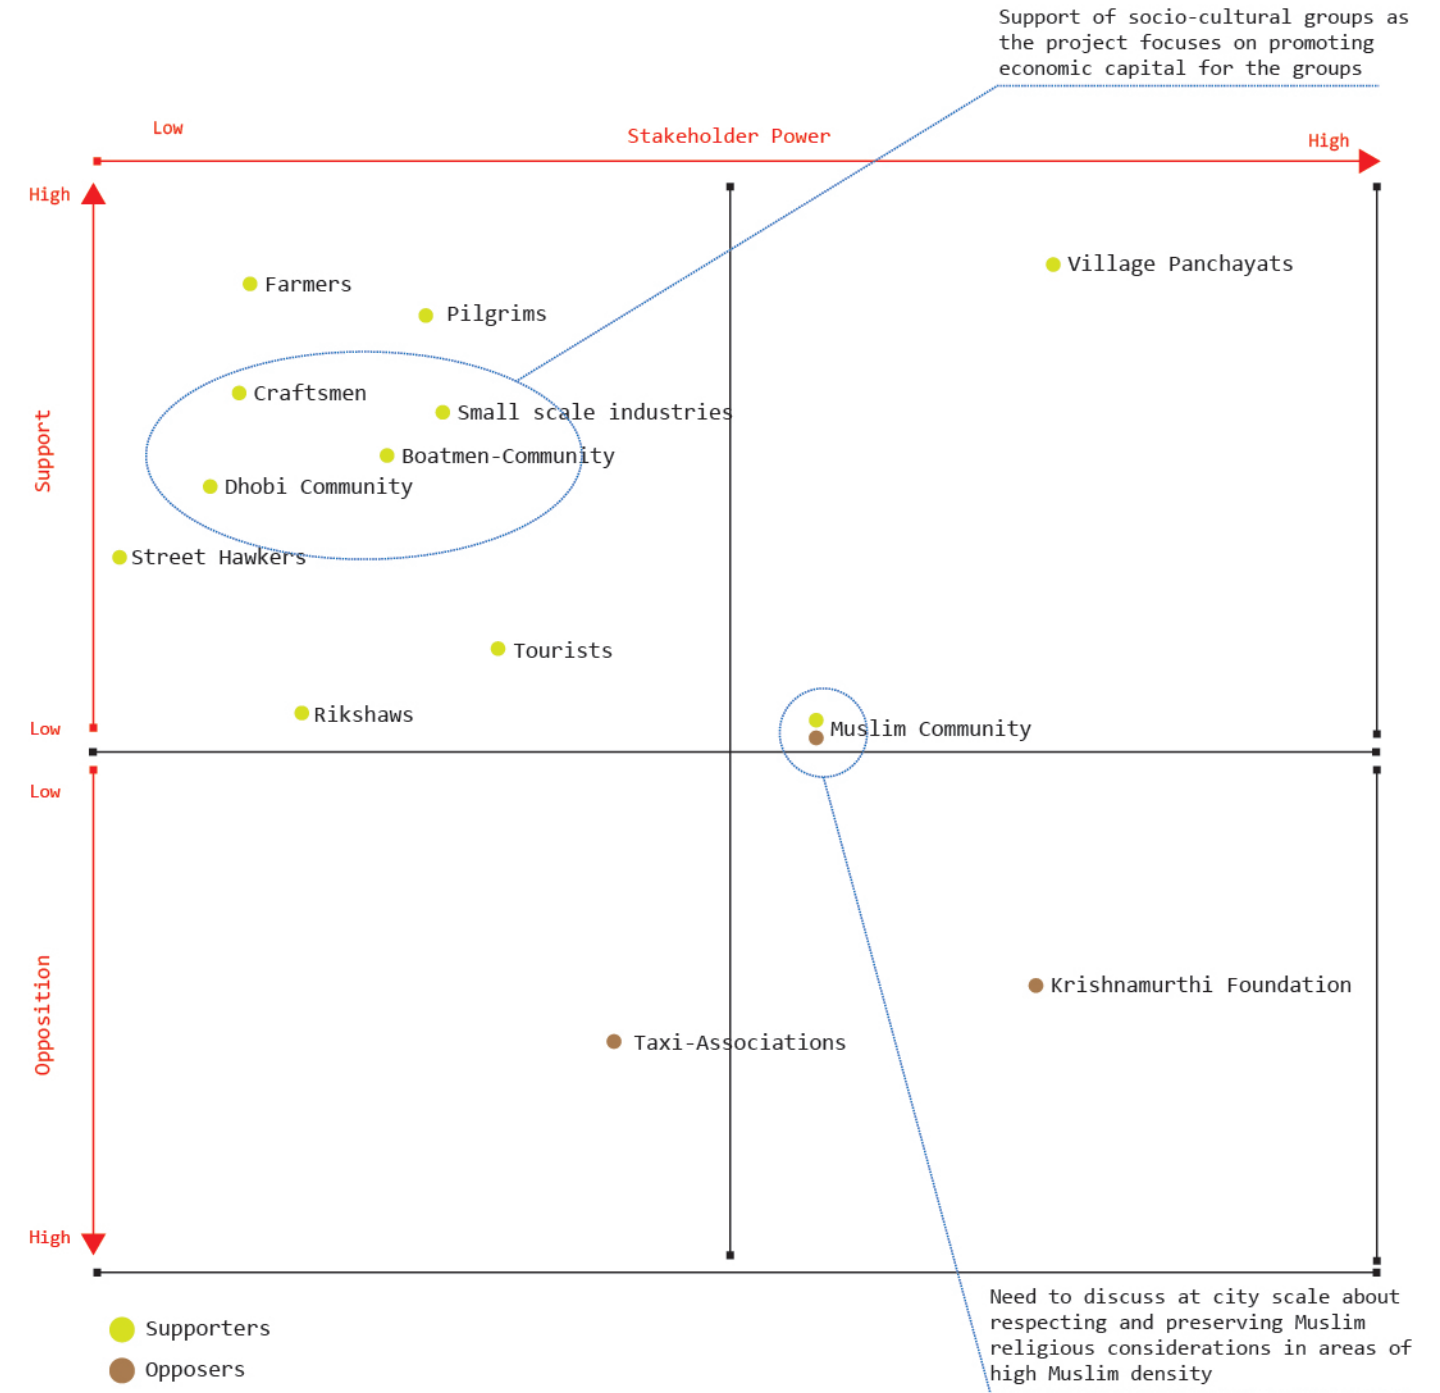 Support of socio-cultural groups as
the project focuses on promoting
economic capital for the groups
Low
Stakeholder Power
High
High
Village Panchayats
Farmers
Pilgrims
Craftsmen
Small scale industries
Support
Boatmen-Community
Dhobi Community
Street Hawkers
Tourists
Rikshaws
Low
Muslim Community
Low
Krishnamurthi Foundation
Opposition
Taxi-Associations
High
Need to discuss at city scale about
respecting and preserving Muslim
religious considerations in areas of
high Muslim density
Supporters
Opposers